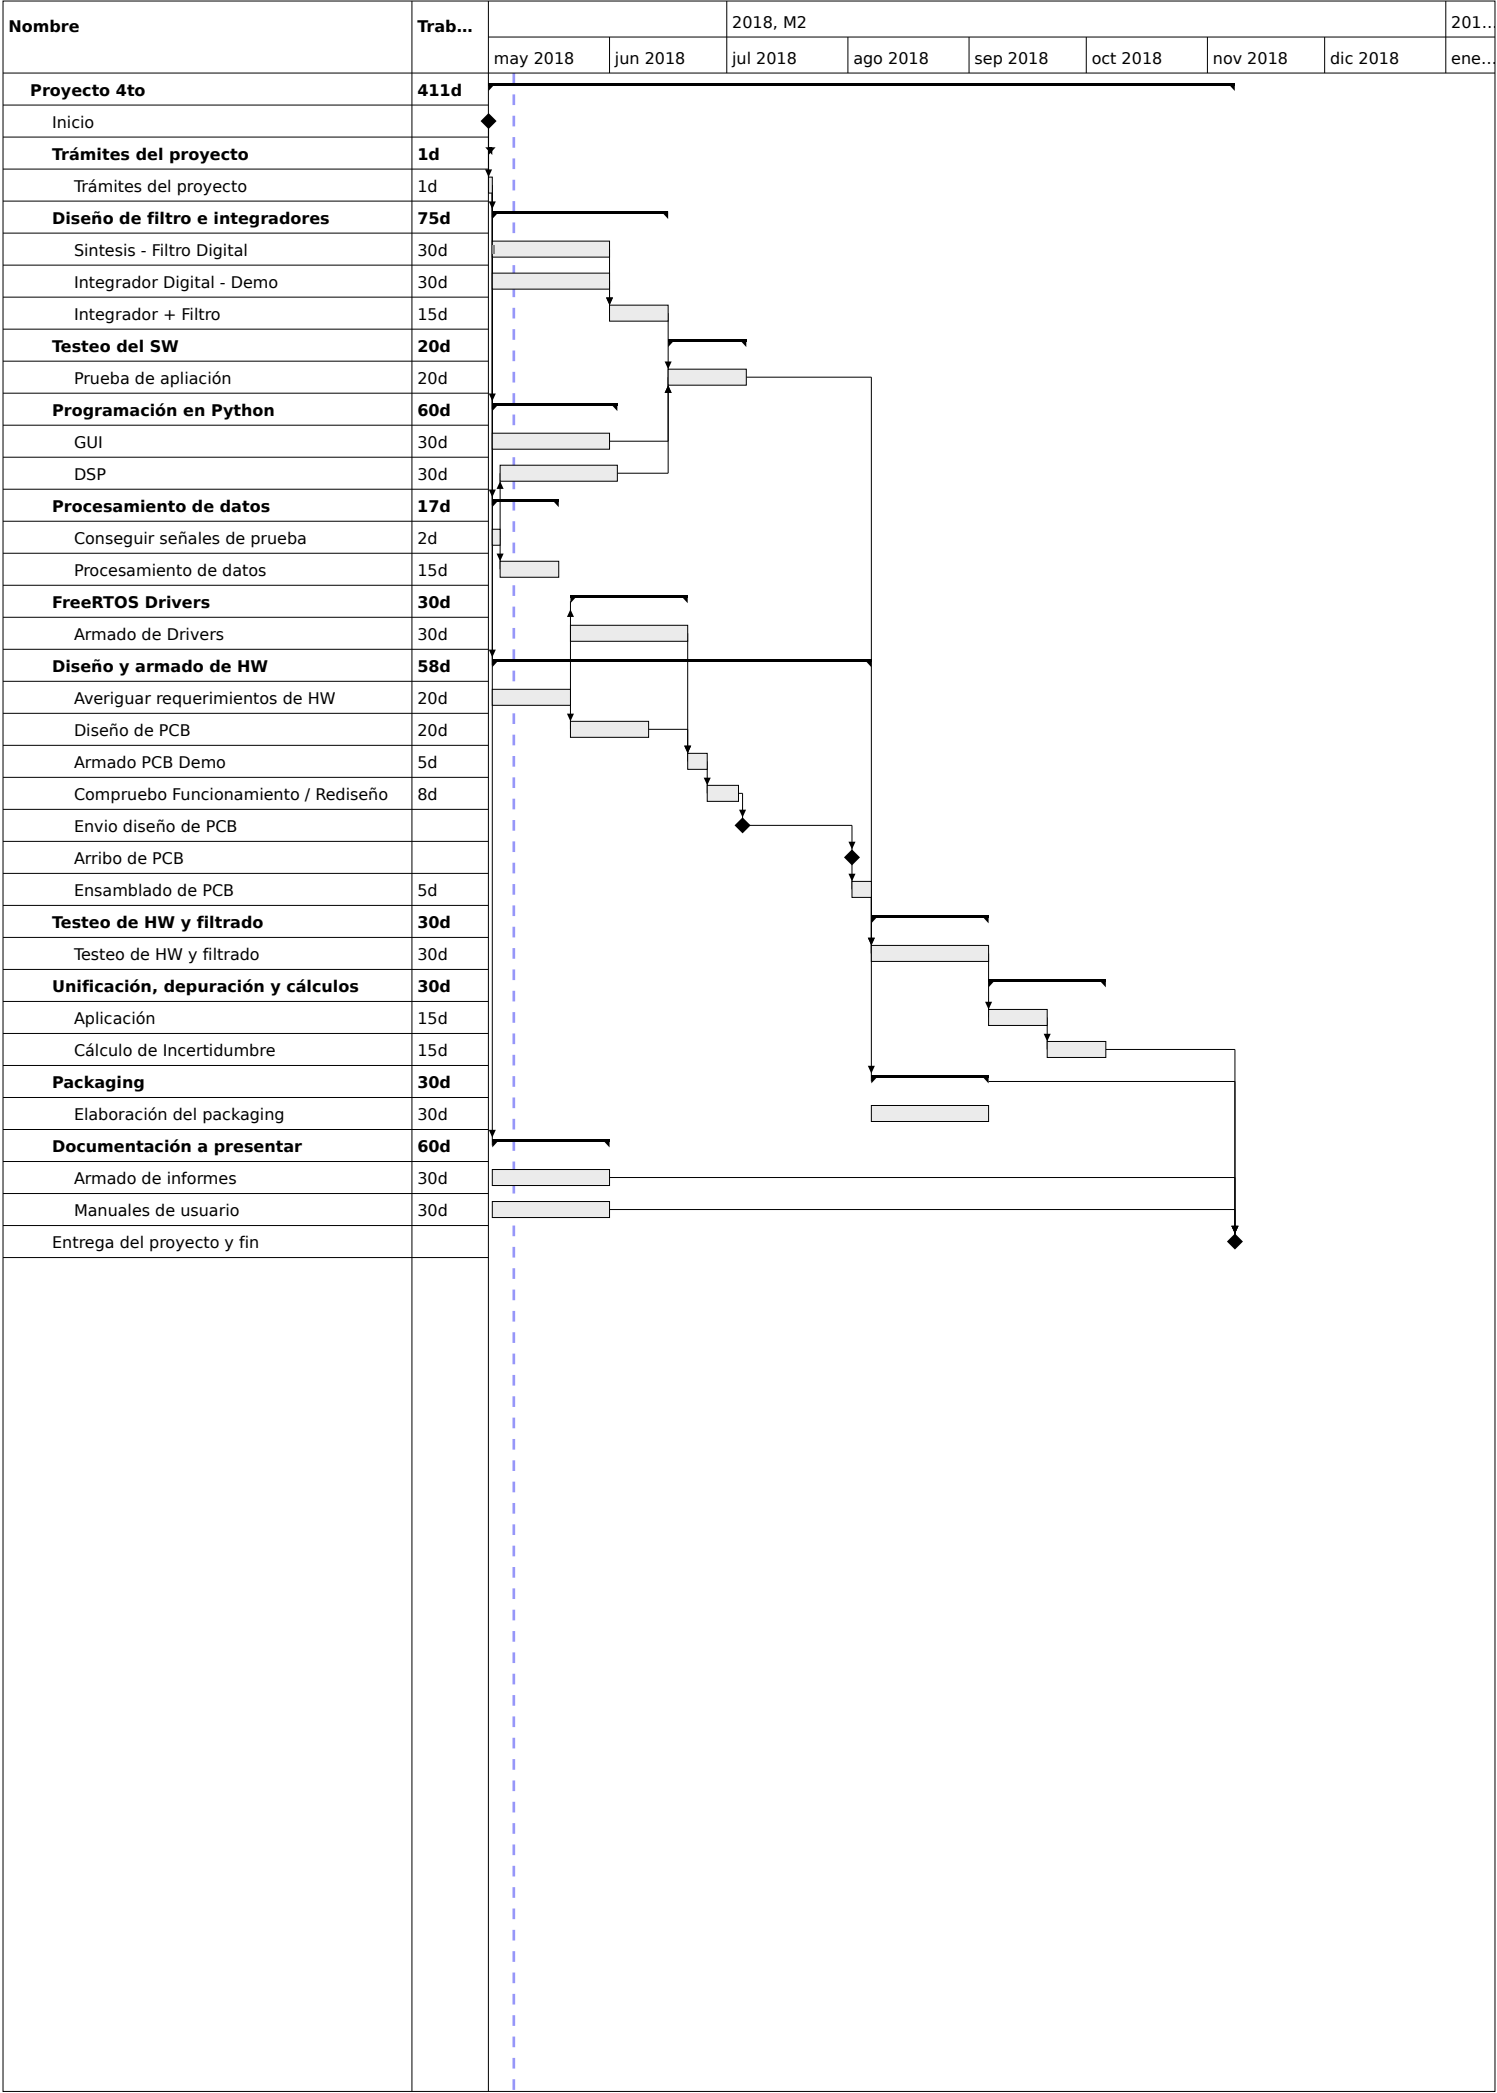 Nombre Trab... 2018, M2 201...
may 2018 jun 2018 jul 2018 ago 2018 sep 2018 oct 2018 nov 2018 dic 2018 ene...
Proyecto 4to 411d
Inicio
Trámites del proyecto 1d
Trámites del proyecto 1d
Diseño de filtro e integradores 75d
Sintesis - Filtro Digital 30d
Integrador Digital - Demo 30d
Integrador + Filtro 15d
Testeo del SW 20d
Prueba de apliación 20d
Programación en Python 60d
GUI 30d
DSP 30d
Procesamiento de datos 17d
Conseguir señales de prueba 2d
Procesamiento de datos 15d
FreeRTOS Drivers 30d
Armado de Drivers 30d
Diseño y armado de HW 58d
Averiguar requerimientos de HW 20d
Diseño de PCB 20d
Armado PCB Demo 5d
Compruebo Funcionamiento / Rediseño 8d
Envio diseño de PCB
Arribo de PCB
Ensamblado de PCB 5d
Testeo de HW y filtrado 30d
Testeo de HW y filtrado 30d
Unificación, depuración y cálculos 30d
Aplicación 15d
Cálculo de Incertidumbre 15d
Packaging 30d
Elaboración del packaging 30d
Documentación a presentar 60d
Armado de informes 30d
Manuales de usuario 30d
Entrega del proyecto y fin